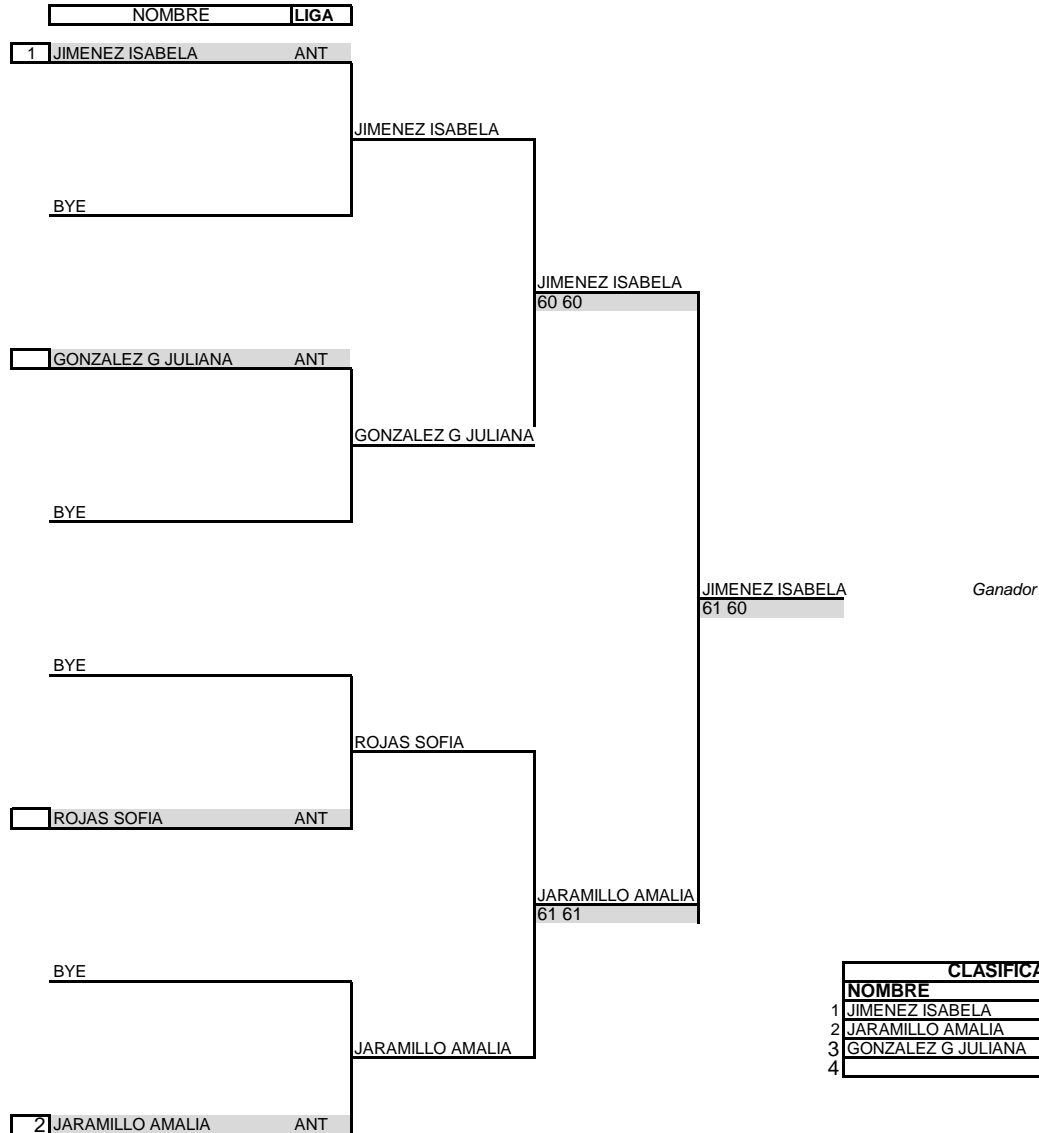 NOMBRE LIGA
1 JIMENEZ ISABELA ANT
JIMENEZ ISABELA
BYE
JIMENEZ ISABELA
60 60
GONZALEZ G JULIANA ANT
GONZALEZ G JULIANA
BYE
JIMENEZ ISABELA Ganador
61 60
BYE
ROJAS SOFIA
ROJAS SOFIA ANT
JARAMILLO AMALIA
61 61
BYE
CLASIFICA
NOMBRE
1 JIMENEZ ISABELA
2 JARAMILLO AMALIA
JARAMILLO AMALIA
3 GONZALEZ G JULIANA
4
2 JARAMILLO AMALIA ANT